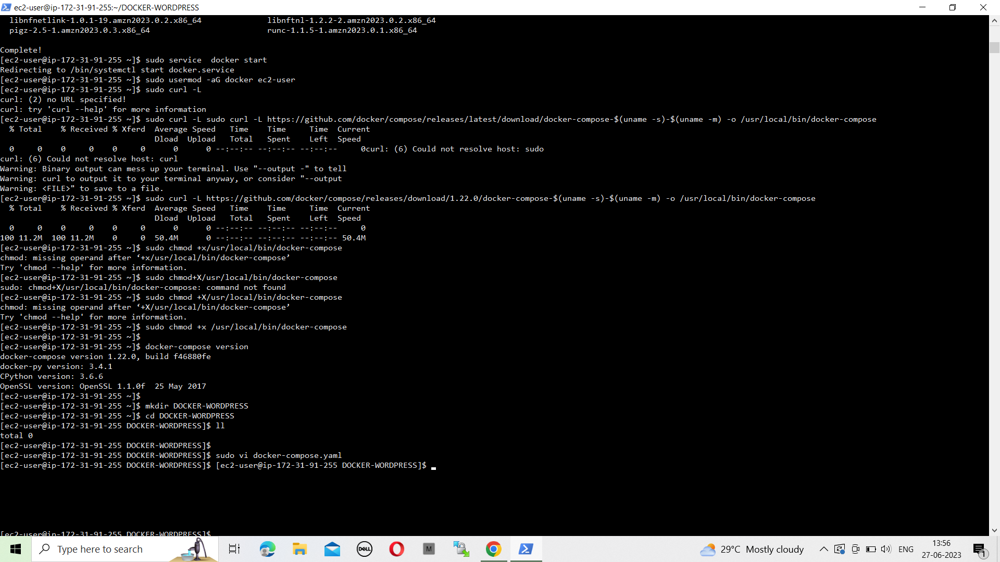 ec2-user@ip-172-31-91-255:~/DOCKER-WORDPRESS
libnfnetlink-1.0.1-19.amzn2023.0.2.x86_64 libnftnl-1.2.2-2.amzn2023.0.2.x86_64
pigz-2.5-1.amzn2023.0.3.x86_64 runc-1.1.5-1.amzn2023.0.1.x86_64
Complete!
[ec2-user@ip-172-31-91-255 ~]$ sudo service  docker start
Redirecting to /bin/systemctl start docker.service
[ec2-user@ip-172-31-91-255 ~]$ sudo usermod -aG docker ec2-user
[ec2-user@ip-172-31-91-255 ~]$ sudo curl -L
curl: (2) no URL specified!
curl: try 'curl --help' for more information
[ec2-user@ip-172-31-91-255 ~]$ sudo curl -L sudo curl -L https://github.com/docker/compose/releases/latest/download/docker-compose-$(uname -s)-$(uname -m) -o /usr/local/bin/docker-compose
% Total % Received % Xferd Average Speed Time Time Time Current
Dload Upload Total Spent Left Speed
0 0 0 0 0 0 0 0 --:--:-- --:--:-- --:--:-- 0curl: (6) Could not resolve host: sudo
curl: (6) Could not resolve host: curl
Warning: Binary output can mess up your terminal. Use "--output -" to tell
Warning: curl to output it to your terminal anyway, or consider "--output
Warning: <FILE>" to save to a file.
[ec2-user@ip-172-31-91-255 ~]$ sudo curl -L https://github.com/docker/compose/releases/download/1.22.0/docker-compose-$(uname -s)-$(uname -m) -o /usr/local/bin/docker-compose
% Total % Received % Xferd Average Speed Time Time Time Current
Dload Upload Total Spent Left Speed
0 0 0 0 0 0 0 0 --:--:-- --:--:-- --:--:-- 0
100 11.2M 100 11.2M 0 0 50.4M 0 --:--:-- --:--:-- --:--:-- 50.4M
[ec2-user@ip-172-31-91-255 ~]$ sudo chmod +x/usr/local/bin/docker-compose
chmod: missing operand after ‘+x/usr/local/bin/docker-compose’
Try 'chmod --help' for more information.
[ec2-user@ip-172-31-91-255 ~]$ sudo chmod+X/usr/local/bin/docker-compose
sudo: chmod+X/usr/local/bin/docker-compose: command not found
[ec2-user@ip-172-31-91-255 ~]$ sudo chmod +X/usr/local/bin/docker-compose
chmod: missing operand after ‘+X/usr/local/bin/docker-compose’
Try 'chmod --help' for more information.
[ec2-user@ip-172-31-91-255 ~]$ sudo chmod +x /usr/local/bin/docker-compose
[ec2-user@ip-172-31-91-255 ~]$
[ec2-user@ip-172-31-91-255 ~]$ docker-compose version
docker-compose version 1.22.0, build f46880fe
docker-py version: 3.4.1
CPython version: 3.6.6
OpenSSL version: OpenSSL 1.1.0f  25 May 2017
[ec2-user@ip-172-31-91-255 ~]$
[ec2-user@ip-172-31-91-255 ~]$ mkdir DOCKER-WORDPRESS
[ec2-user@ip-172-31-91-255 ~]$ cd DOCKER-WORDPRESS
[ec2-user@ip-172-31-91-255 DOCKER-WORDPRESS]$ ll
total 0
[ec2-user@ip-172-31-91-255 DOCKER-WORDPRESS]$
[ec2-user@ip-172-31-91-255 DOCKER-WORDPRESS]$ sudo vi docker-compose.yaml
[ec2-user@ip-172-31-91-255 DOCKER-WORDPRESS]$ [ec2-user@ip-172-31-91-255 DOCKER-WORDPRESS]$
[ec2-user@ip-172-31-91-255 DOCKER-WORDPRESS]$
Type here to search
DELL
M
29°C Mostly cloudy
ENG
13:56
27-06-2023
1